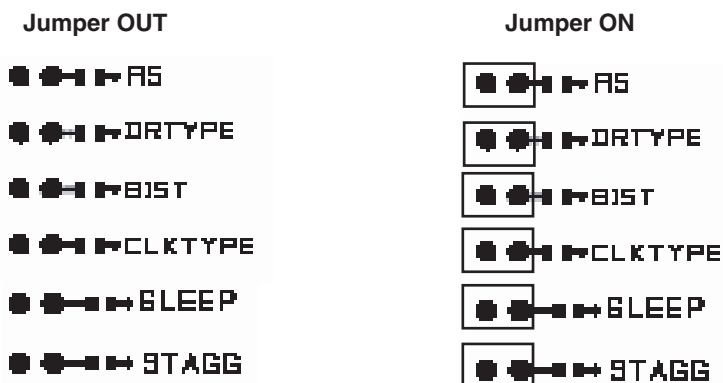 Jumper OUT
AS
DRTYPE
BIST
CLKTYPE
SLEEP
STAGG
Jumper ON
AS
DRTYPE
BIST
CLKTYPE
SLEEP
STAGG